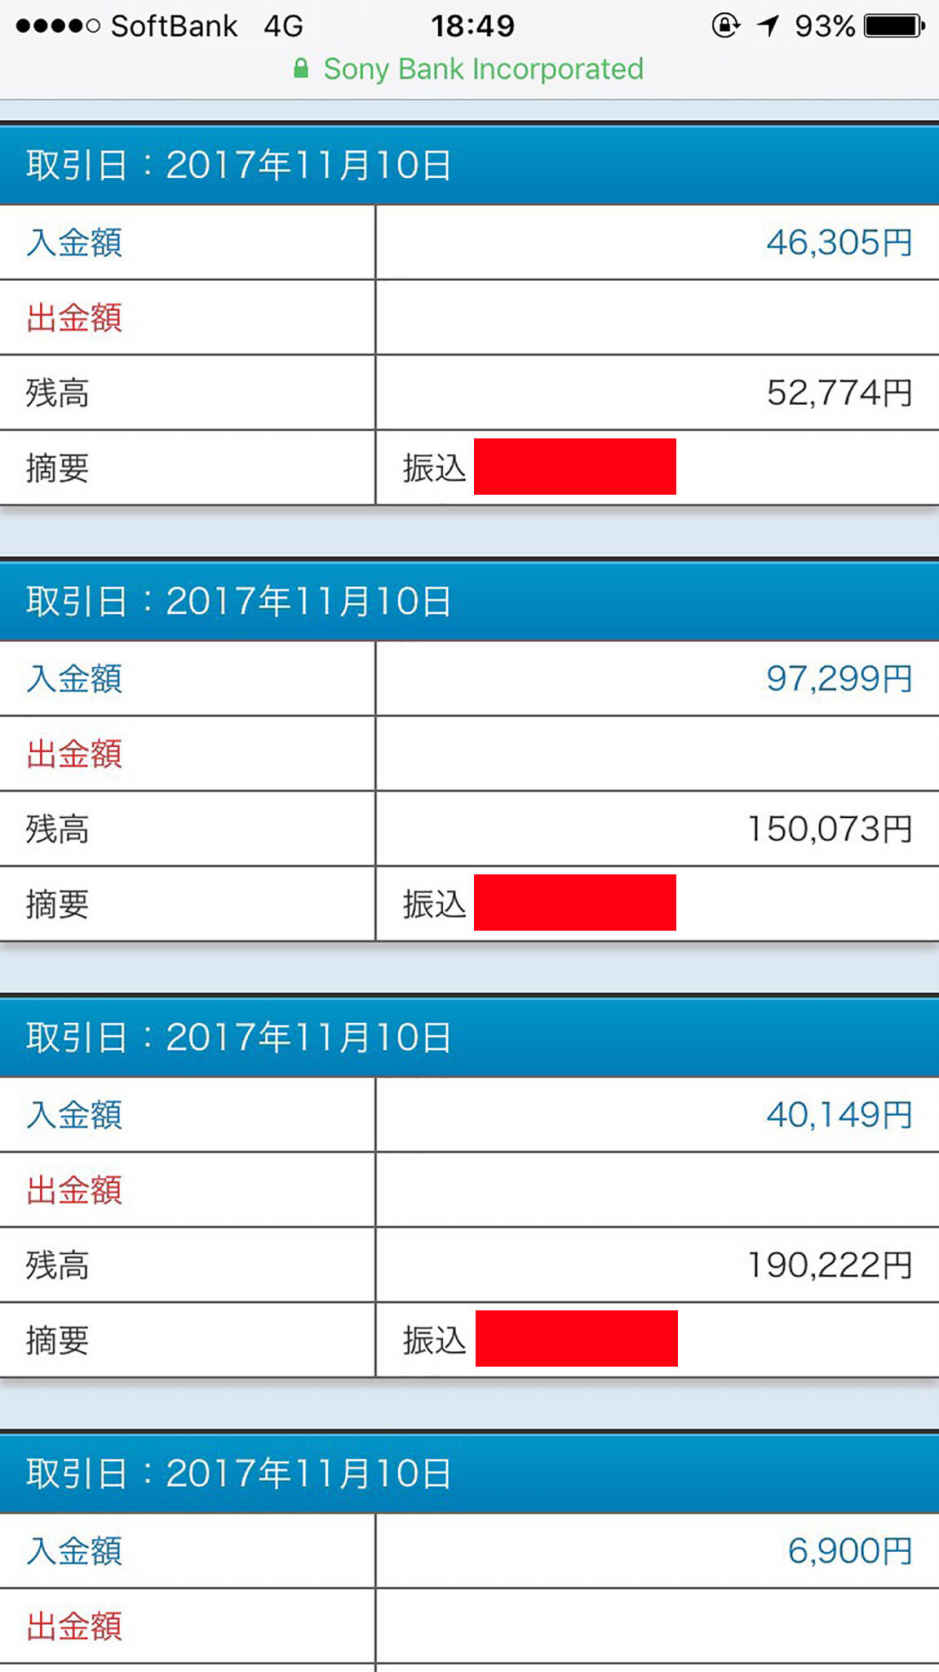 SoftBank 4G 18:49 93%
Sony Bank Incorporated
取引日：2017年11月10日
入金額 46,305円
出金額
残高 52,774円
摘要 振込
取引日：2017年11月10日
入金額 97,299円
出金額
残高 150,073円
摘要 振込
取引日：2017年11月10日
入金額 40,149円
出金額
残高 190,222円
摘要 振込
取引日：2017年11月10日
入金額 6,900円
出金額